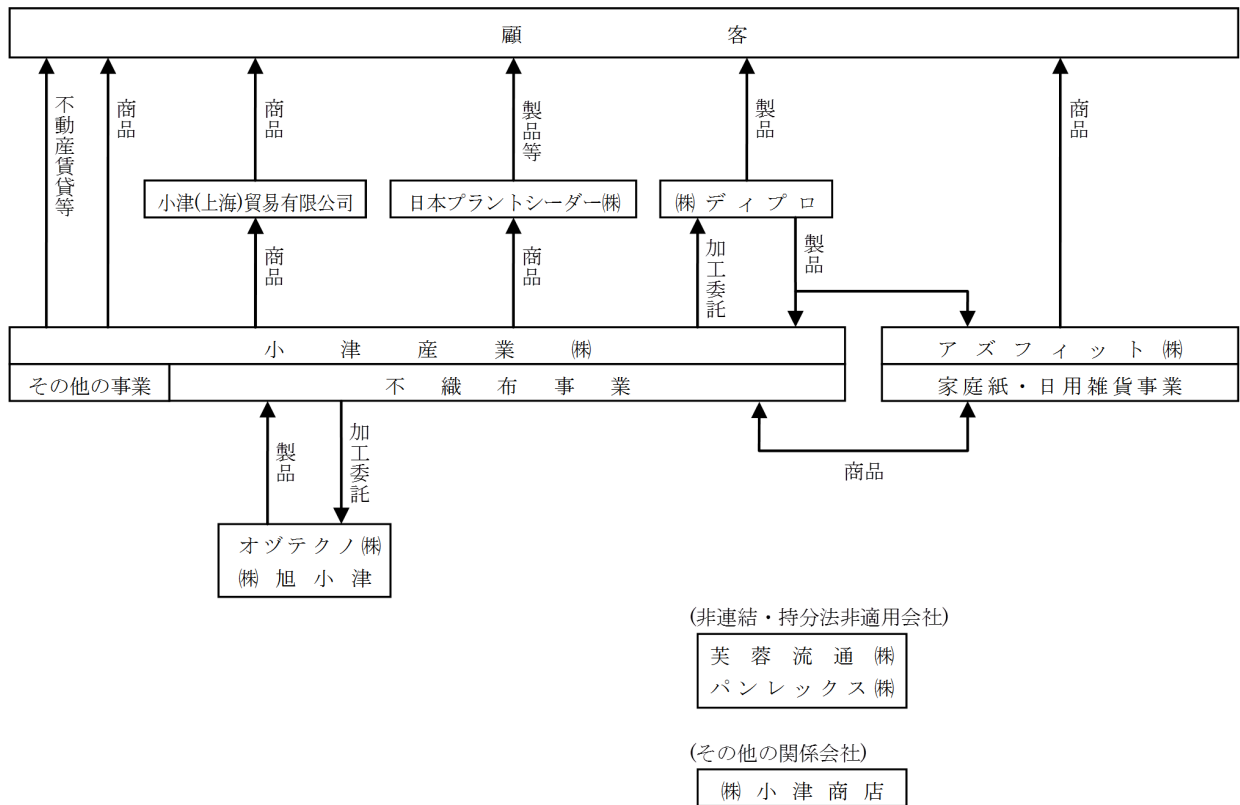 顧客
不動産賃貸等
商品
商品
製品等
製品
商品
小津(上海)貿易有限公司
日本プラントシーダー㈱
㈱ディプロ
商品
商品
加工委託
製品
小津産業㈱
アズフィット㈱
その他の事業
不織布事業
家庭紙・日用雑貨事業
製品
加工委託
商品
オヅテクノ㈱
㈱旭小津
(非連結・持分法非適用会社)
芙蓉流通㈱
パンレックス㈱
(その他の関係会社)
㈱小津商店